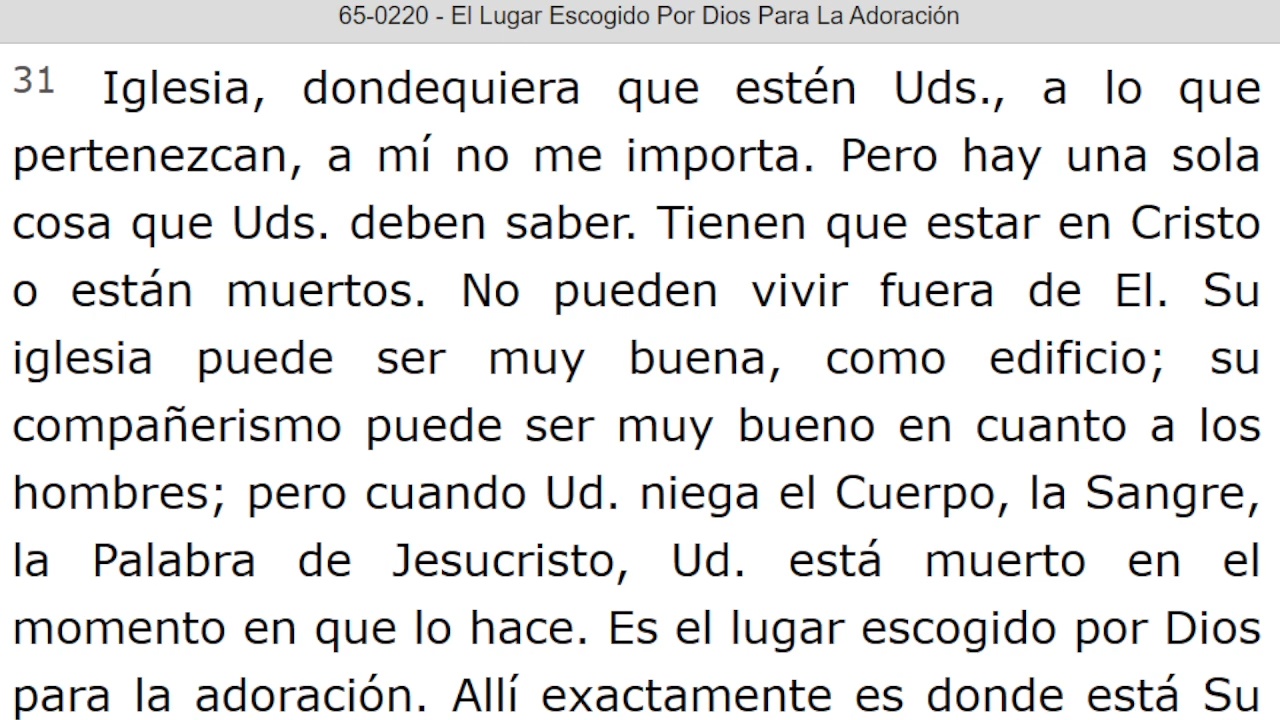 65-0220 - El Lugar Escogido Por Dios Para La Adoración
31 Iglesia, dondequiera que estén Uds., a lo que
pertenezcan, a mí no me importa. Pero hay una sola
cosa que Uds. deben saber. Tienen que estar en Cristo
o están muertos. No pueden vivir fuera de El. Su
iglesia puede ser muy buena, como edificio; su
compañerismo puede ser muy bueno en cuanto a los
hombres; pero cuando Ud. niega el Cuerpo, la Sangre,
la Palabra de Jesucristo, Ud. está muerto en el
momento en que lo hace. Es el lugar escogido por Dios
para la adoración. Allí exactamente es donde está Su